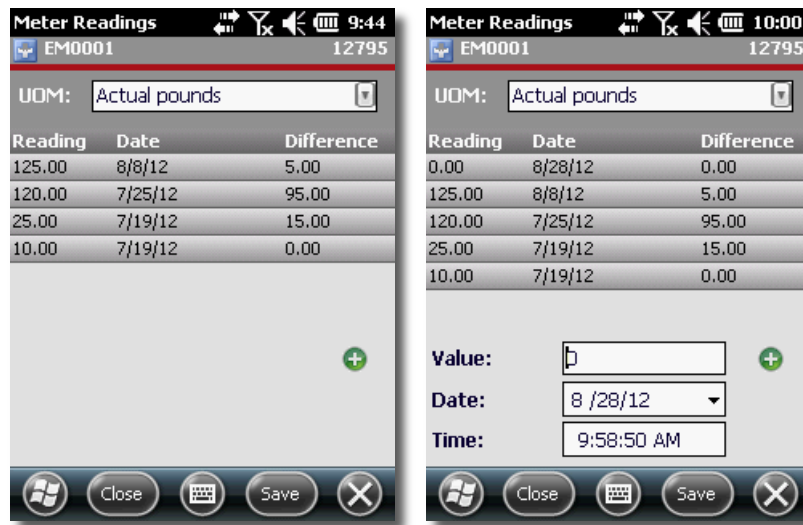 Meter Readings 9:44
EM0001 12795
UOM: Actual pounds
Reading Date Difference
125.00 8/8/12 5.00
120.00 7/25/12 95.00
25.00 7/19/12 15.00
10.00 7/19/12 0.00
Close Save
Meter Readings 10:00
EM0001 12795
UOM: Actual pounds
Reading Date Difference
0.00 8/28/12 0.00
125.00 8/8/12 5.00
120.00 7/25/12 95.00
25.00 7/19/12 15.00
10.00 7/19/12 0.00
Value: 0
Date: 8 /28/12
Time: 9:58:50 AM
Close Save